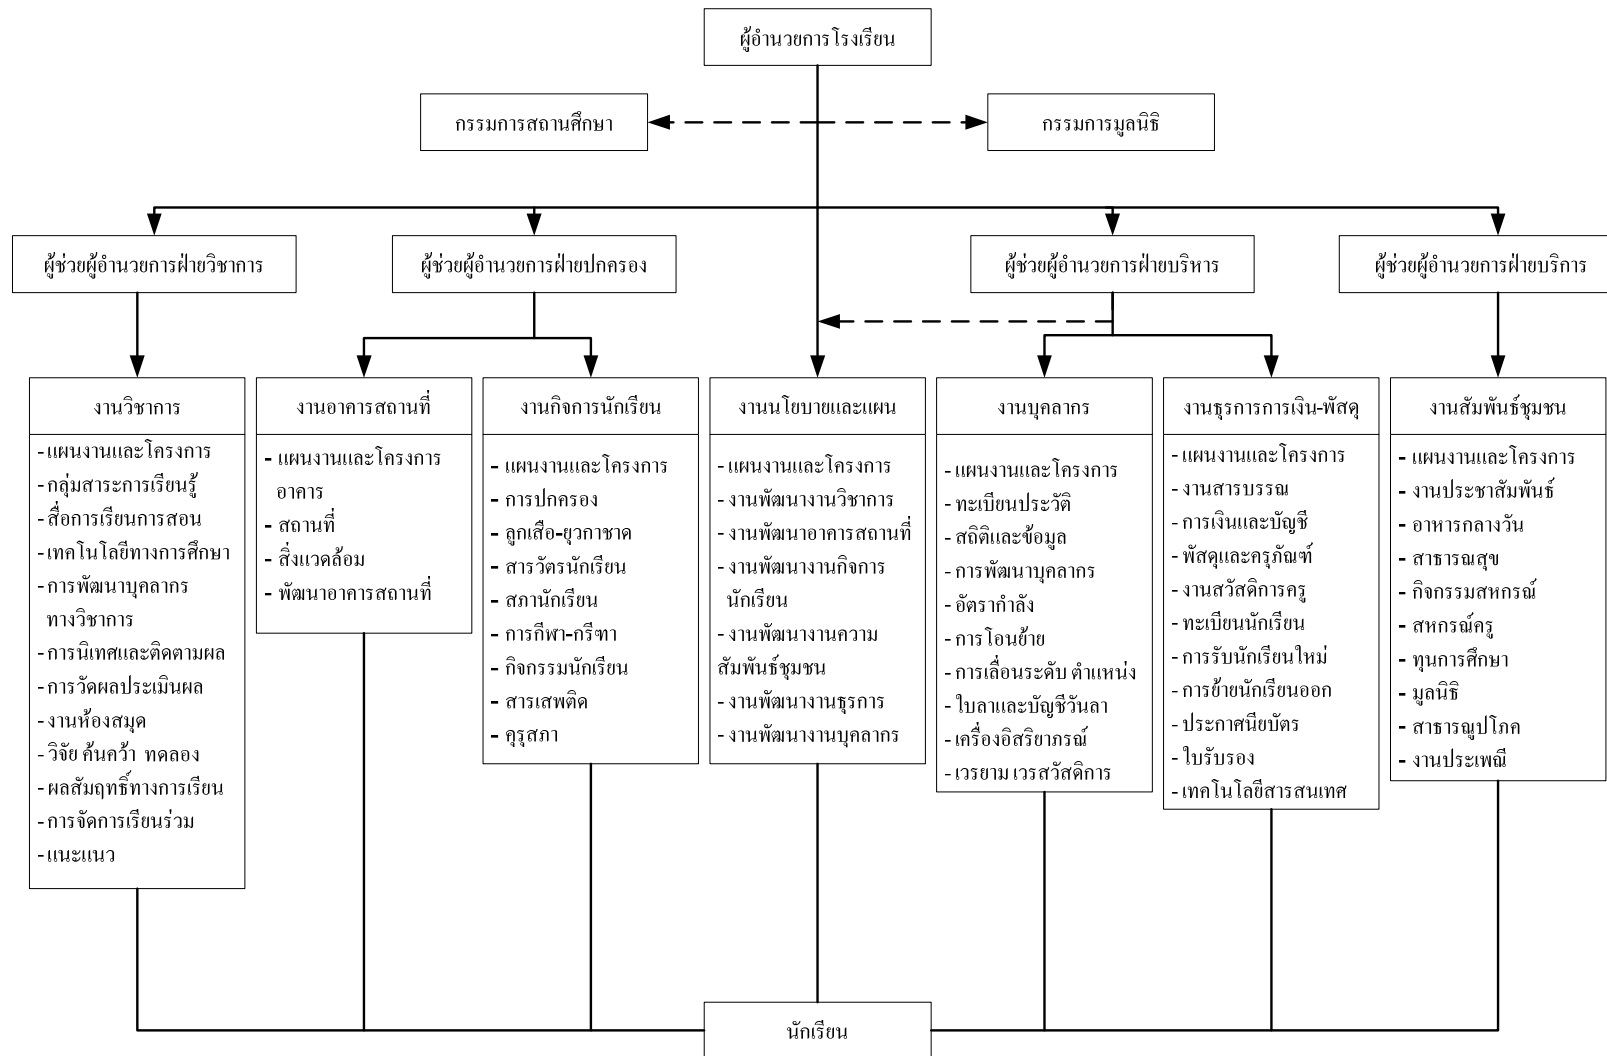 ผู้อำนวยการโรงเรียน
กรรมการสถานศึกษา
กรรมการมูลนิธิ
ผู้ช่วยผู้อำนวยการฝ่ายวิชาการ
ผู้ช่วยผู้อำนวยการฝ่ายปกครอง
ผู้ช่วยผู้อำนวยการฝ่ายบริหาร
ผู้ช่วยผู้อำนวยการฝ่ายบริการ
งานวิชาการ
-แผนงานและโครงการ
-กลุ่มสาระการเรียนรู้
-สื่อการเรียนการสอน
-เทคโนโลยีทางการศึกษา
-การพัฒนาบุคลากร
ทางวิชาการ
-การนิเทศและติดตามผล
-การวัดผลประเมินผล
-งานห้องสมุด
-วิจัย ค้นคว้า ทดลอง
-ผลสัมฤทธิ์ทางการเรียน
-การจัดการเรียนร่วม
-แนะแนว
งานอาคารสถานที่
- แผนงานและโครงการ
อาคาร
- สถานที่
- สิ่งแวดล้อม
- พัฒนาอาคารสถานที่
งานกิจการนักเรียน
- แผนงานและโครงการ
- การปกครอง
- ลูกเสือ-ยุวกาชาด
- สารวัตรนักเรียน
- สภานักเรียน
- การกีฬา-กรีฑา
- กิจกรรมนักเรียน
- สารเสพติด
- คุรุสภา
งานนโยบายและแผน
- แผนงานและโครงการ
- งานพัฒนางานวิชาการ
- งานพัฒนาอาคารสถานที่
- งานพัฒนางานกิจการ
นักเรียน
- งานพัฒนางานความ
สัมพันธ์ชุมชน
- งานพัฒนางานธุรการ
- งานพัฒนางานบุคลากร
งานบุคลากร
- แผนงานและโครงการ
- ทะเบียนประวัติ
- สถิติและข้อมูล
- การพัฒนาบุคลากร
- อัตรากำลัง
- การโอนย้าย
- การเลื่อนระดับ ตำแหน่ง
- ใบลาและบัญชีวันลา
- เครื่องอิสริยาภรณ์
- เวรยาม เวรสวัสดิการ
งานธุรการการเงิน-พัสดุ
- แผนงานและโครงการ
- งานสารบรรณ
- การเงินและบัญชี
- พัสดุและครุภัณฑ์
- งานสวัสดิการครู
- ทะเบียนนักเรียน
- การรับนักเรียนใหม่
- การย้ายนักเรียนออก
- ประกาศนียบัตร
- ใบรับรอง
- เทคโนโลยีสารสนเทศ
งานสัมพันธ์ชุมชน
- แผนงานและโครงการ
- งานประชาสัมพันธ์
- อาหารกลางวัน
- สาธารณสุข
- กิจกรรมสหกรณ์
- สหกรณ์ครู
- ทุนการศึกษา
- มูลนิธิ
- สาธารณูปโภค
- งานประเพณี
นักเรียน